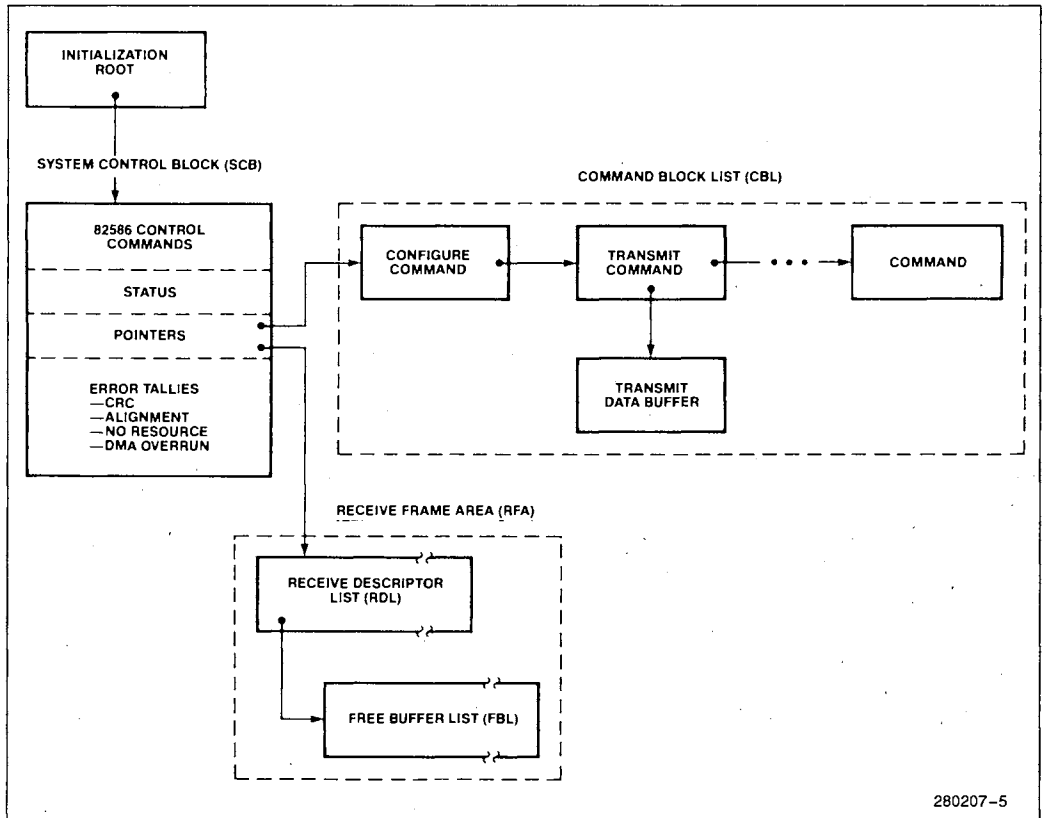 INITIALIZATION
ROOT
SYSTEM CONTROL BLOCK (SCB)
82586 CONTROL
COMMANDS
STATUS
POINTERS
ERROR TALLIES
—CRC
—ALIGNMENT
—NO RESOURCE
—DMA OVERRUN
COMMAND BLOCK LIST (CBL)
CONFIGURE
COMMAND
TRANSMIT
COMMAND
COMMAND
TRANSMIT
DATA BUFFER
RECEIVE FRAME AREA (RFA)
RECEIVE DESCRIPTOR
LIST (RDL)
FREE BUFFER LIST (FBL)
280207–5